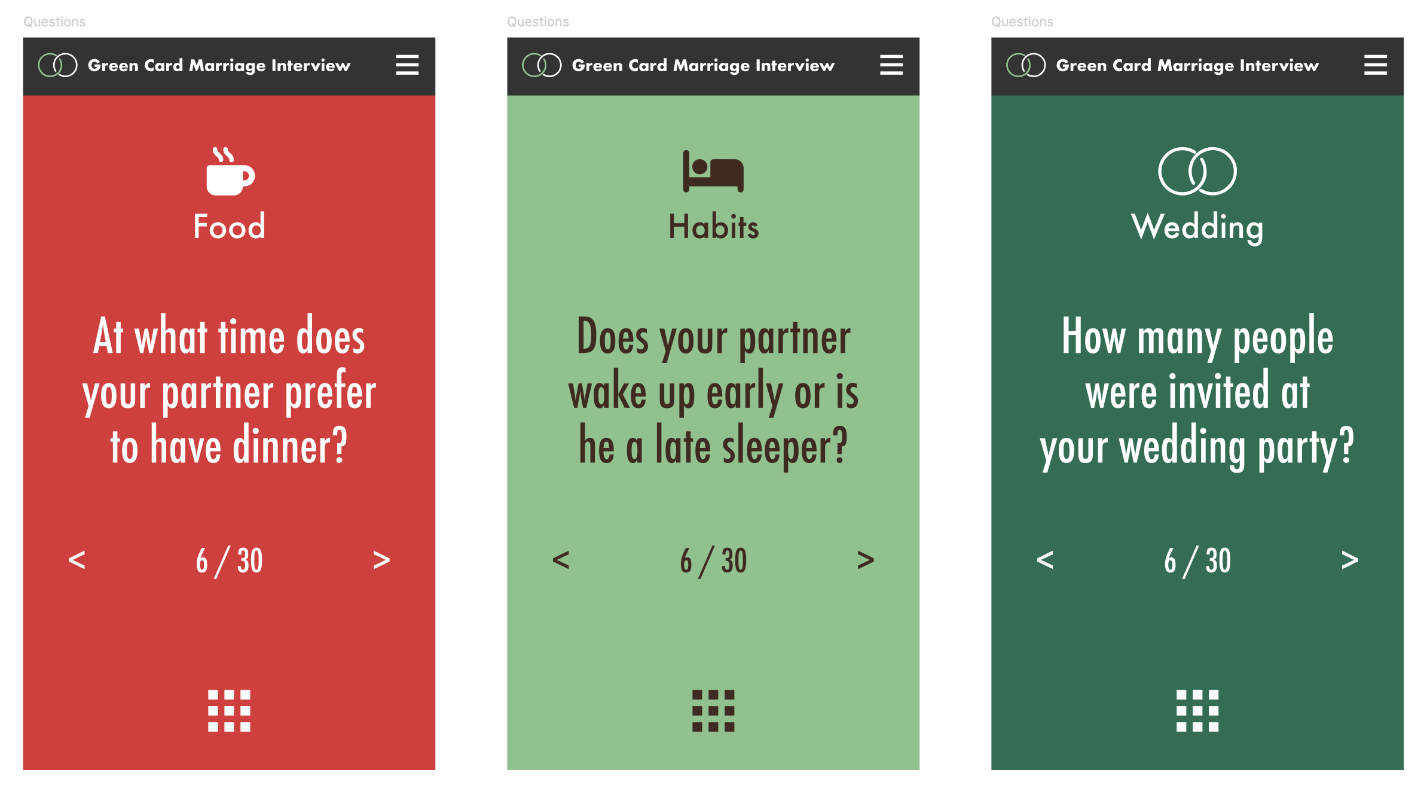 Questions
Green Card Marriage Interview
Food
At what time does
your partner prefer
to have dinner?
< 6 / 30 >
Questions
Green Card Marriage Interview
Habits
Does your partner
wake up early or is
he a late sleeper?
< 6 / 30 >
Questions
Green Card Marriage Interview
Wedding
How many people
were invited at
your wedding party?
< 6 / 30 >